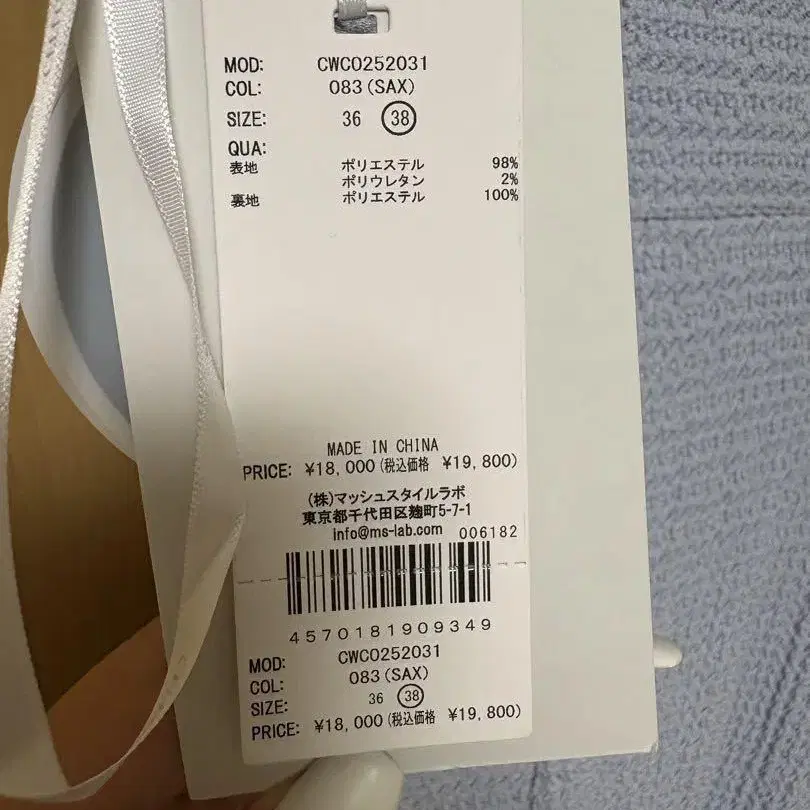 MOD: CWC0252031
COL: 083(SAX)
SIZE: 36 38
QUA:
表地 ポリエステル 98%
ポリウレタン 2%
裏地 ポリエステル 100%
MADE IN CHINA
PRICE: ¥18,000(税込価格 ¥19,800)
(株)マッシュスタイルラボ
東京都千代田区麹町5-7-1
info@ms-lab.com 006182
4570181909349
MOD: CWC0252031
COL: 083(SAX)
SIZE: 36 38
PRICE: ¥18,000(税込価格 ¥19,800)